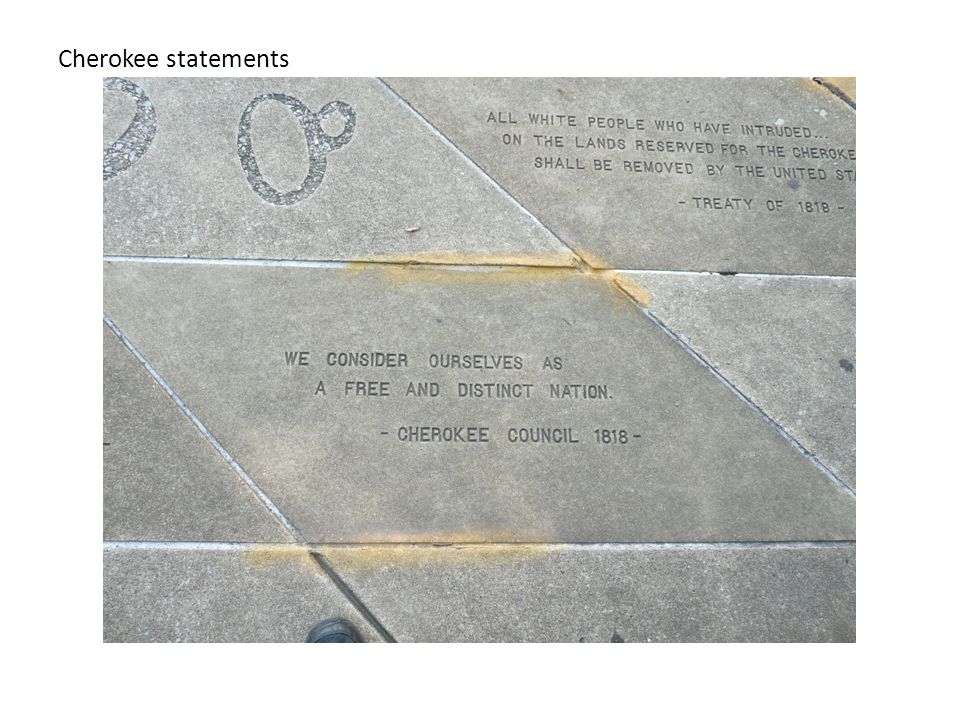 Cherokee statements
ALL WHITE PEOPLE WHO HAVE INTRUDED...
ON THE LANDS RESERVED FOR THE CHEROKE
SHALL BE REMOVED BY THE UNITED STA
- TREATY OF 1818 -
WE CONSIDER OURSELVES AS
A FREE AND DISTINCT NATION.
- CHEROKEE COUNCIL 1818 -